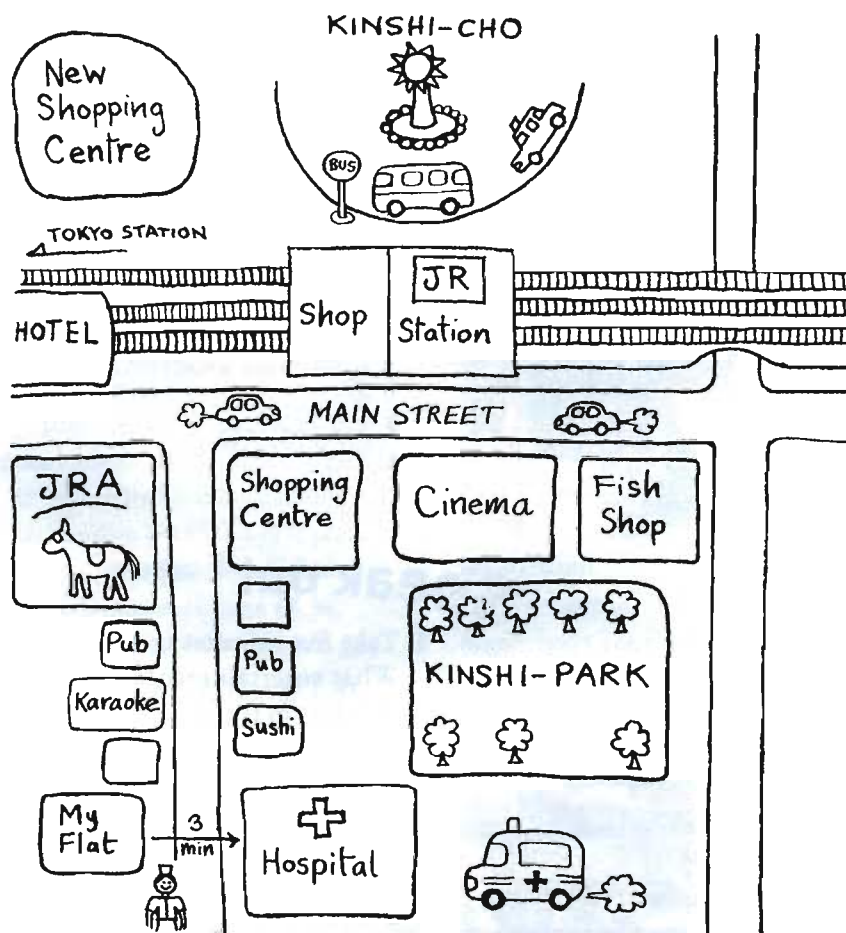 KINSHI-CHO
New
Shopping
Centre
BUS
TOKYO STATION
HOTEL
Shop
JR
Station
MAIN STREET
JRA
Shopping
Centre
Cinema
Fish
Shop
Pub
Karaoke
Pub
Sushi
KINSHI-PARK
My
Flat
3
min
Hospital